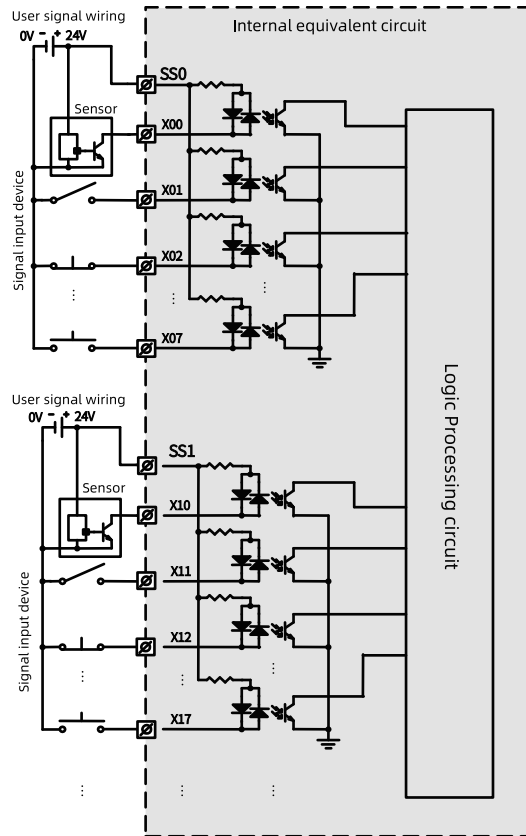 User signal wiring
Internal equivalent circuit
0V - + 24V
SS0
Sensor
X00
X01
Signal input device
X02
...
...
...
X07
Logic Processing circuit
User signal wiring
0V - + 24V
SS1
Sensor
X10
X11
Signal input device
X12
...
...
...
X17
...
...
...